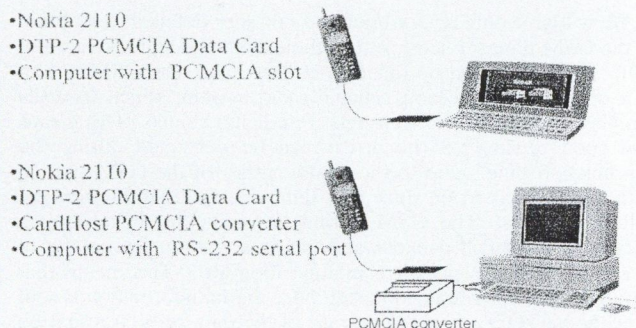 •Nokia 2110
•DTP-2 PCMCIA Data Card
•Computer with PCMCIA slot
•Nokia 2110
•DTP-2 PCMCIA Data Card
•CardHost PCMCIA converter
•Computer with RS-232 serial port
PCMCIA converter